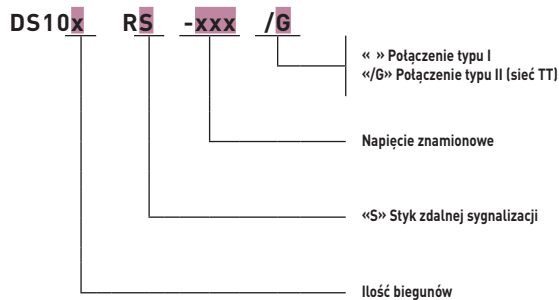 DS10x RS -xxx /G
« » Połączenie typu I
«/G» Połączenie typu II (sieć TT)
Napięcie znamionowe
«S» Styk zdalnej sygnalizacji
Ilość biegunów